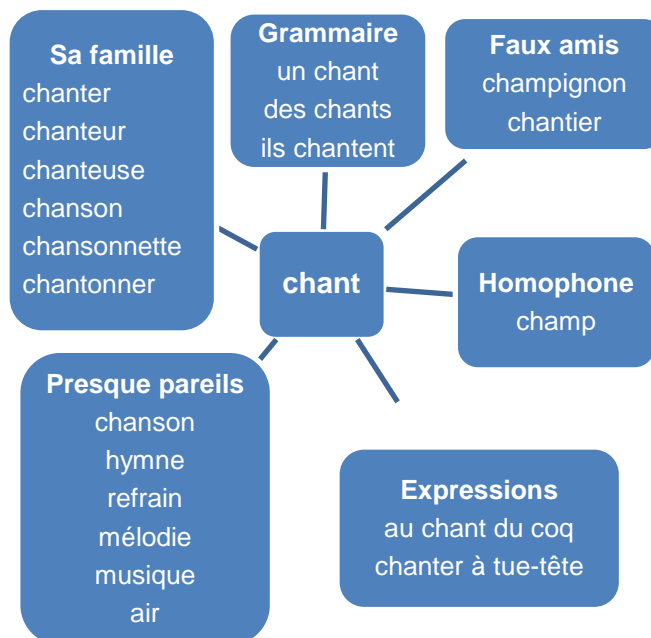 Sa famille
chanter
chanteur
chanteuse
chanson
chansonnette
chantonner
Grammaire
un chant
des chants
ils chantent
Faux amis
champignon
chantier
chant
Homophone
champ
Presque pareils
chanson
hymne
refrain
mélodie
musique
air
Expressions
au chant du coq
chanter à tue-tête